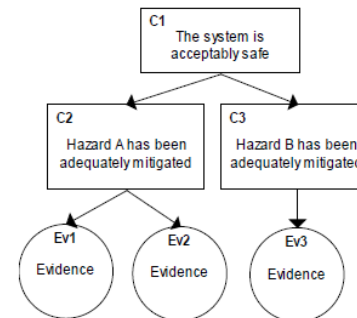 C1
The system is
acceptably safe
C2
Hazard A has been
adequately mitigated
C3
Hazard B has been
adequately mitigated
Ev1
Evidence
Ev2
Evidence
Ev3
Evidence